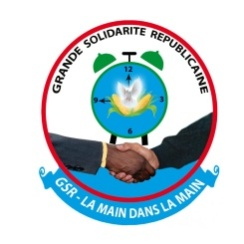 GRANDE SOLIDARITE REPUBLICAINE
12
9
3
6
GSR - LA MAIN DANS LA MAIN